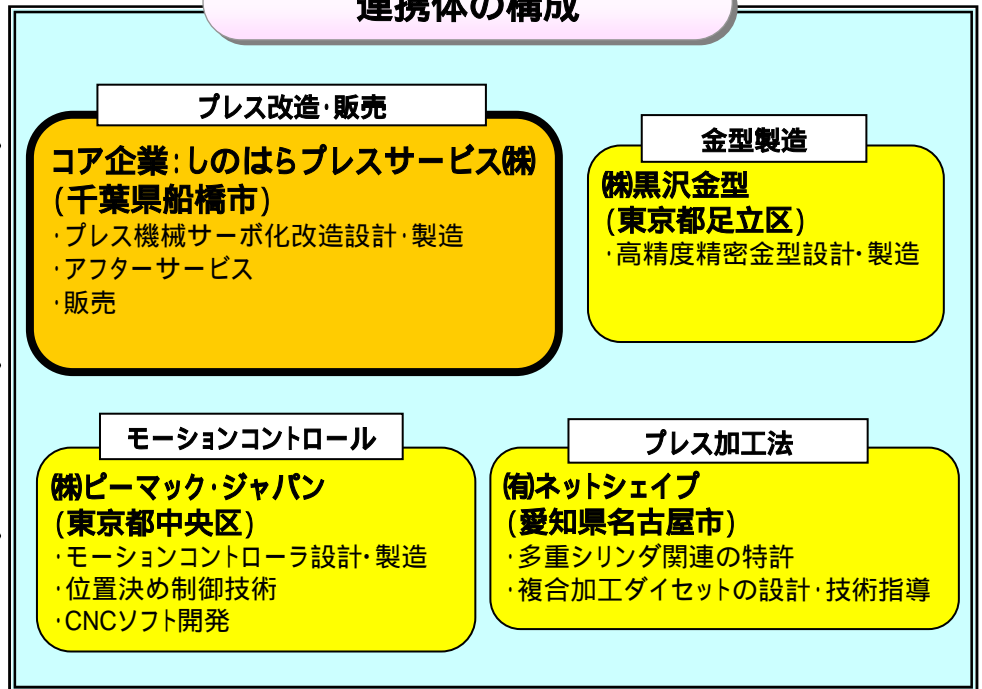 連携体の構成
プレス改造・販売
コア企業：しのはらプレスサービス㈱
(千葉県船橋市)
・プレス機械サーボ化改造設計・製造
・アフターサービス
・販売
金型製造
㈱黒沢金型
(東京都足立区)
・高精度精密金型設計・製造
モーションコントロール
㈱ピーマック・ジャパン
(東京都中央区)
・モーションコントローラ設計・製造
・位置決め制御技術
・CNCソフト開発
プレス加工法
㈲ネットシェイプ
(愛知県名古屋市)
・多重シリンダ関連の特許
・複合加工ダイセットの設計・技術指導